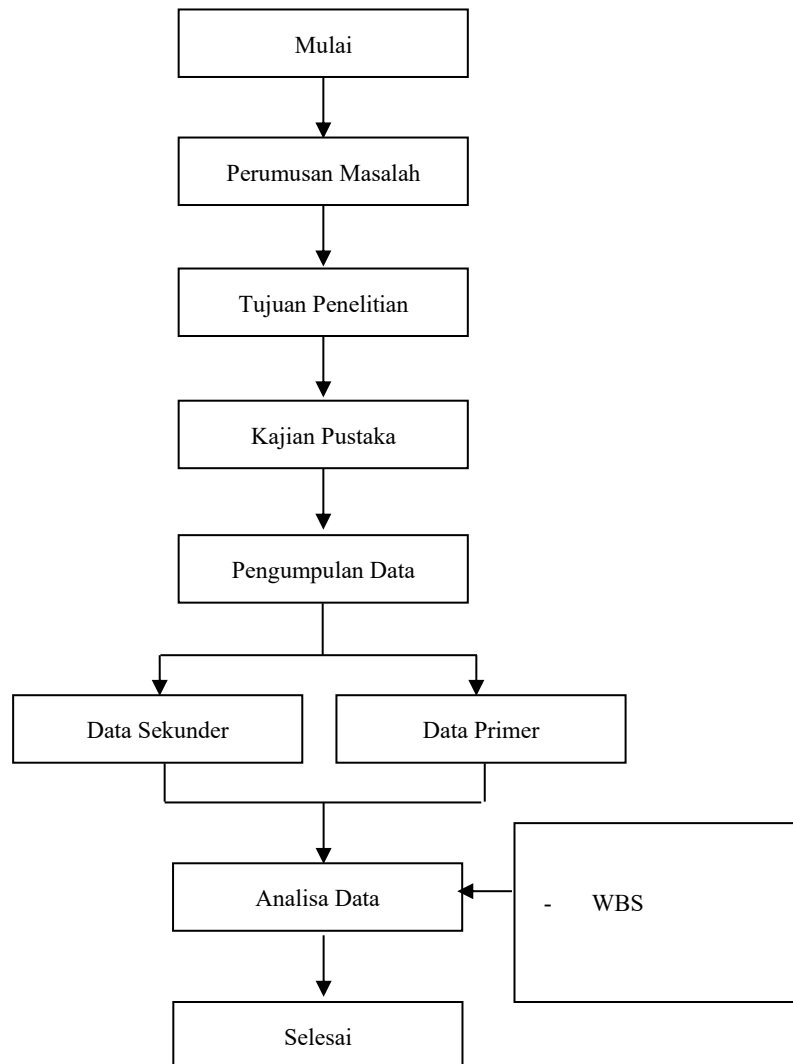 Mulai
Perumusan Masalah
Tujuan Penelitian
Kajian Pustaka
Pengumpulan Data
Data Sekunder
Data Primer
Analisa Data
- WBS
Selesai